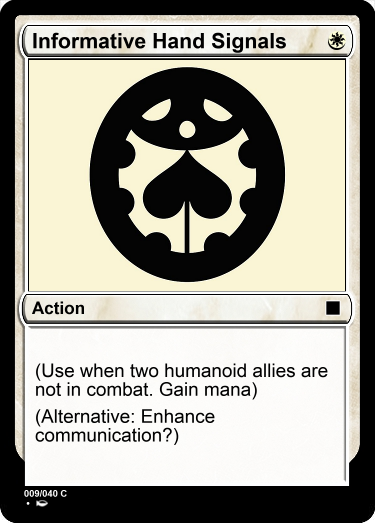 Informative Hand Signals
Action
(Use when two humanoid allies are
not in combat. Gain mana)
(Alternative: Enhance
communication?)
009/040 C